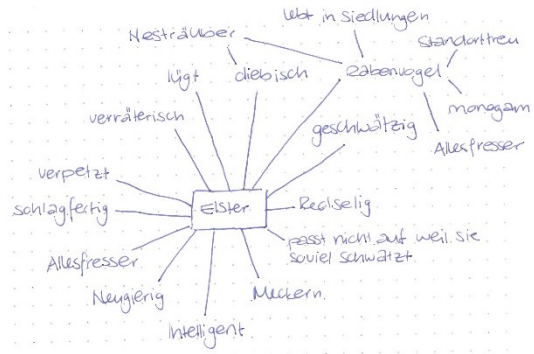 lebt in Siedlungen
Nesträuber
Standorttreu
lügt
diebisch
Rabenvogel
verräterisch
geschwätzig
monogam
Allesfresser
verpetzt
schlagfertig
Elster
Redselig
passt nicht auf weil sie
soviel schwätzt
Allesfresser
Neugierig
Meckern
Intelligent